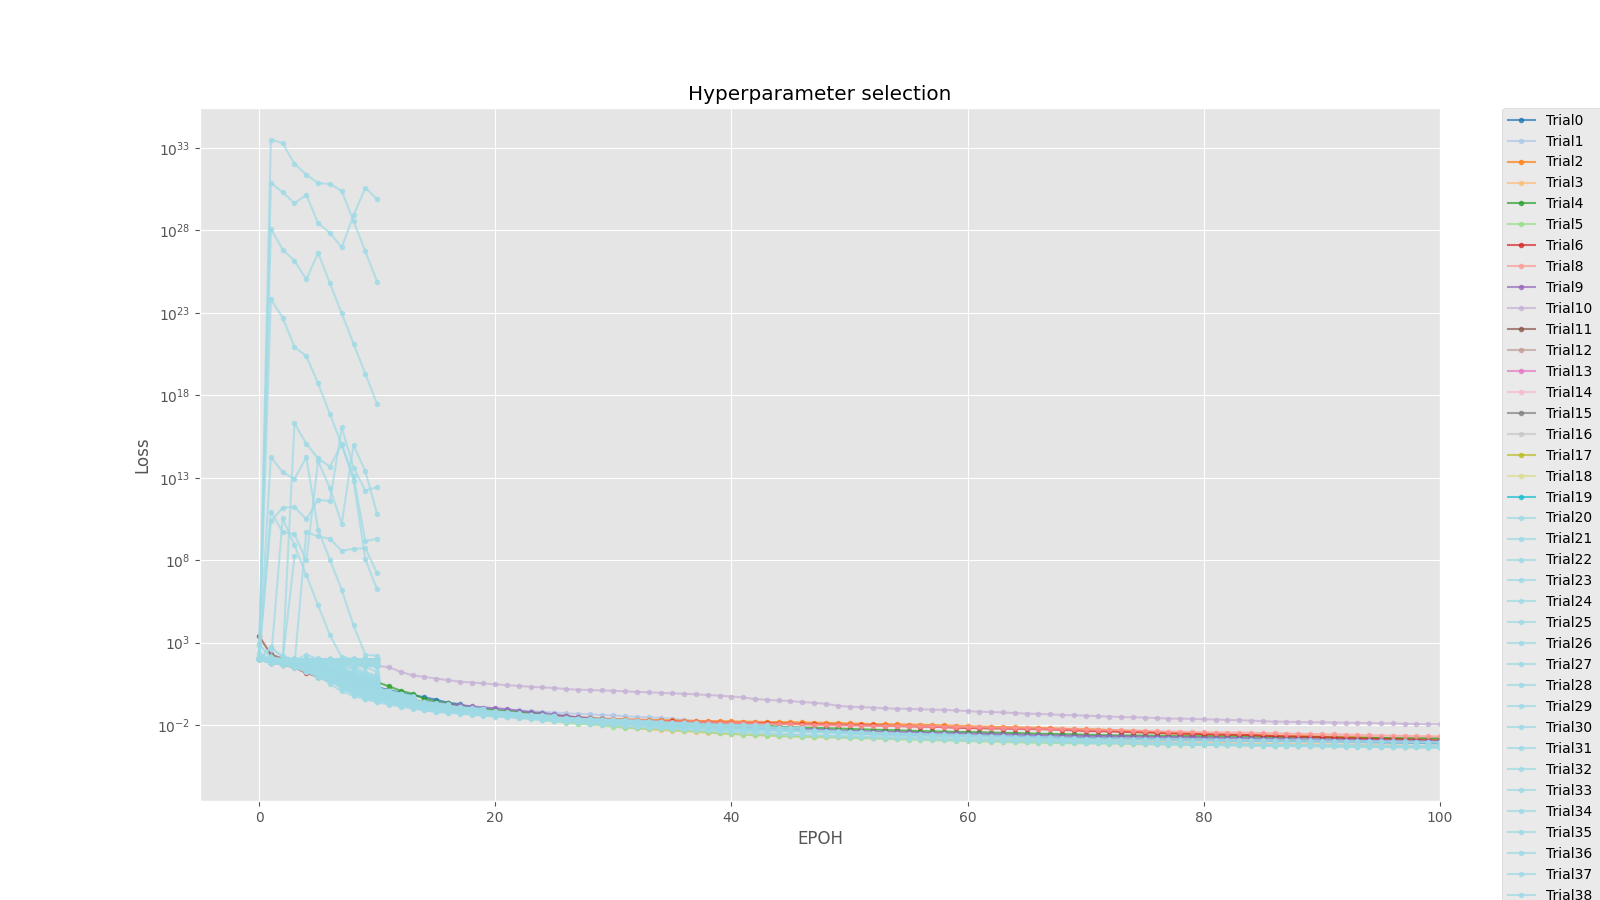 Hyperparameter selection
10^33
10^28
10^23
10^18
10^13
10^8
10^3
10^-2
Loss
0 20 40 60 80 100
EPOH
Trial0
Trial1
Trial2
Trial3
Trial4
Trial5
Trial6
Trial8
Trial9
Trial10
Trial11
Trial12
Trial13
Trial14
Trial15
Trial16
Trial17
Trial18
Trial19
Trial20
Trial21
Trial22
Trial23
Trial24
Trial25
Trial26
Trial27
Trial28
Trial29
Trial30
Trial31
Trial32
Trial33
Trial34
Trial35
Trial36
Trial37
Trial38